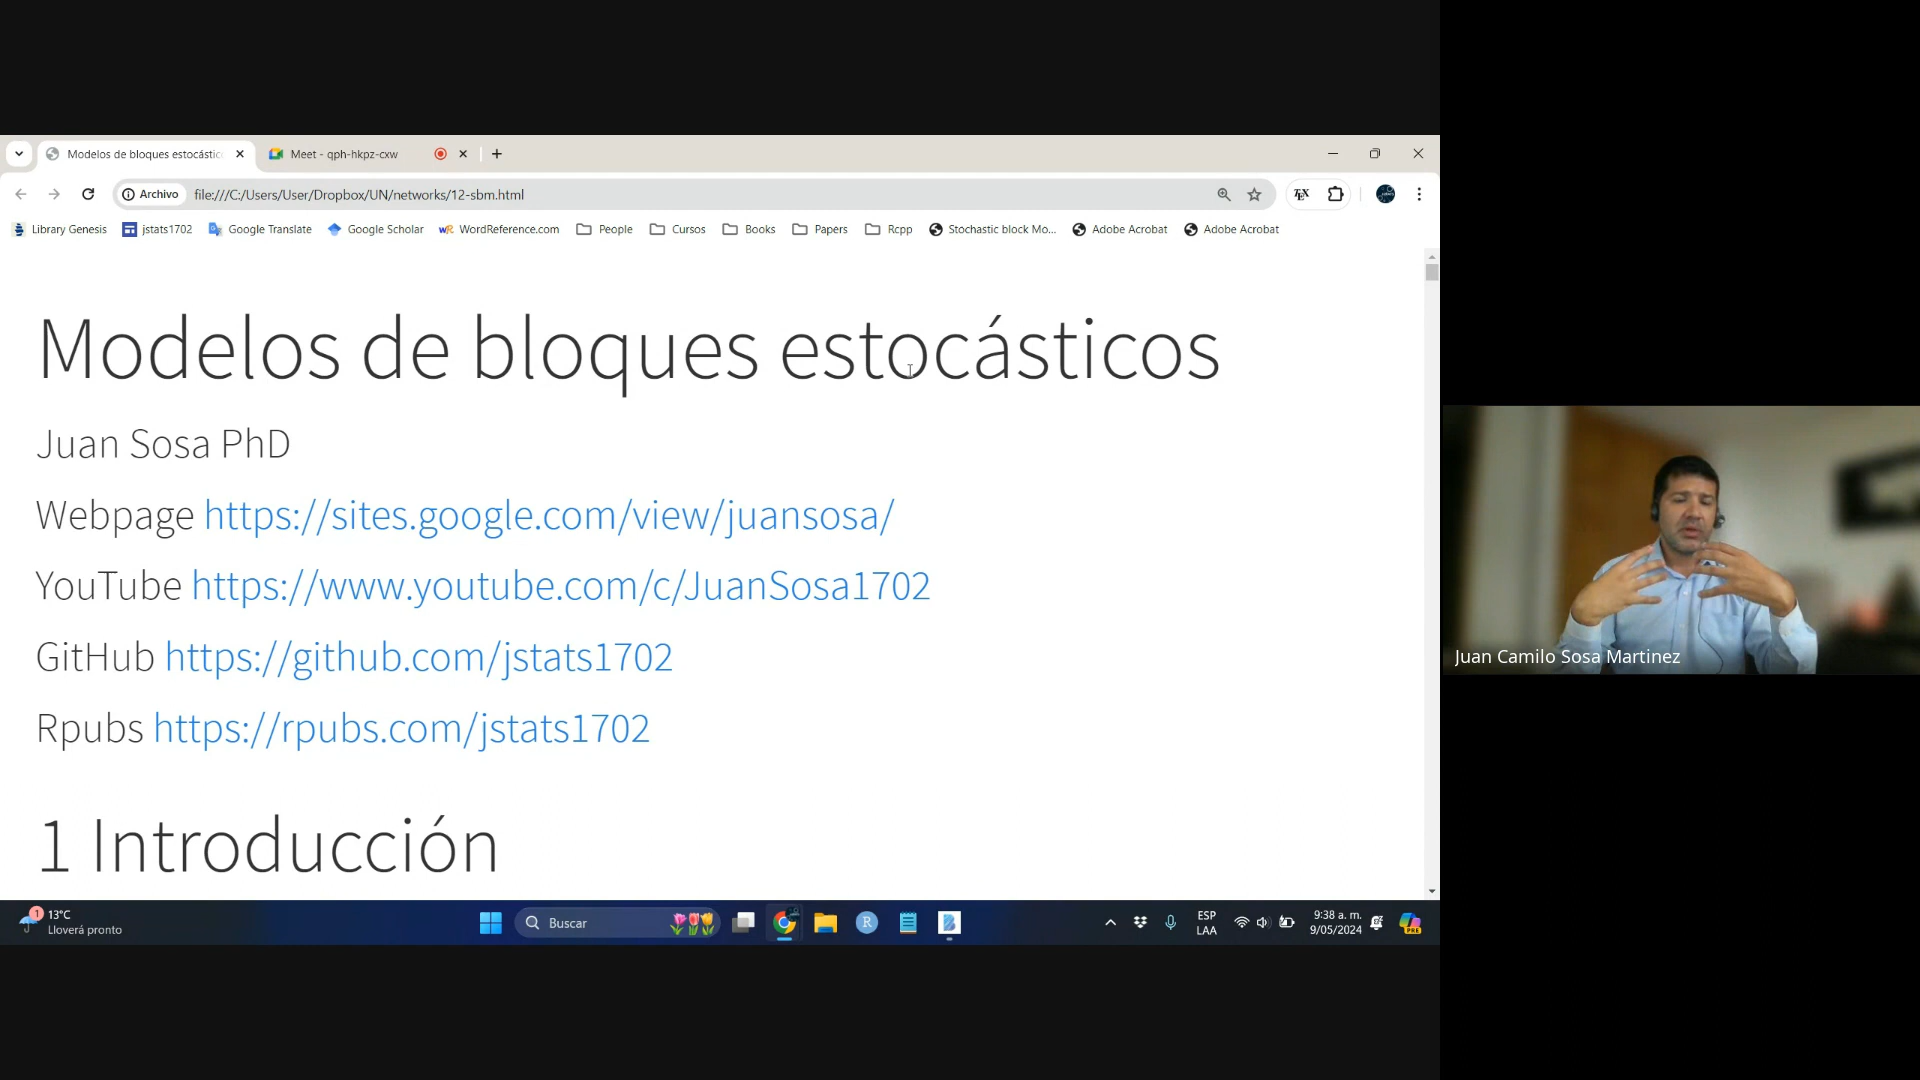 Modelos de bloques estocástic
Meet - qph-hkpz-cxw
Archivo
file:///C:/Users/User/Dropbox/UN/networks/12-sbm.html
Library Genesis
jstats1702
Google Translate
Google Scholar
WordReference.com
People
Cursos
Books
Papers
Rcpp
Stochastic block Mo...
Adobe Acrobat
Adobe Acrobat
Modelos de bloques estocásticos
Juan Sosa PhD
Webpage https://sites.google.com/view/juansosa/
YouTube https://www.youtube.com/c/JuanSosa1702
GitHub https://github.com/jstats1702
Rpubs https://rpubs.com/jstats1702
1 Introducción
Juan Camilo Sosa Martinez
1
13°C
Lloverá pronto
Buscar
ESP
LAA
9:38 a. m.
9/05/2024
PRE